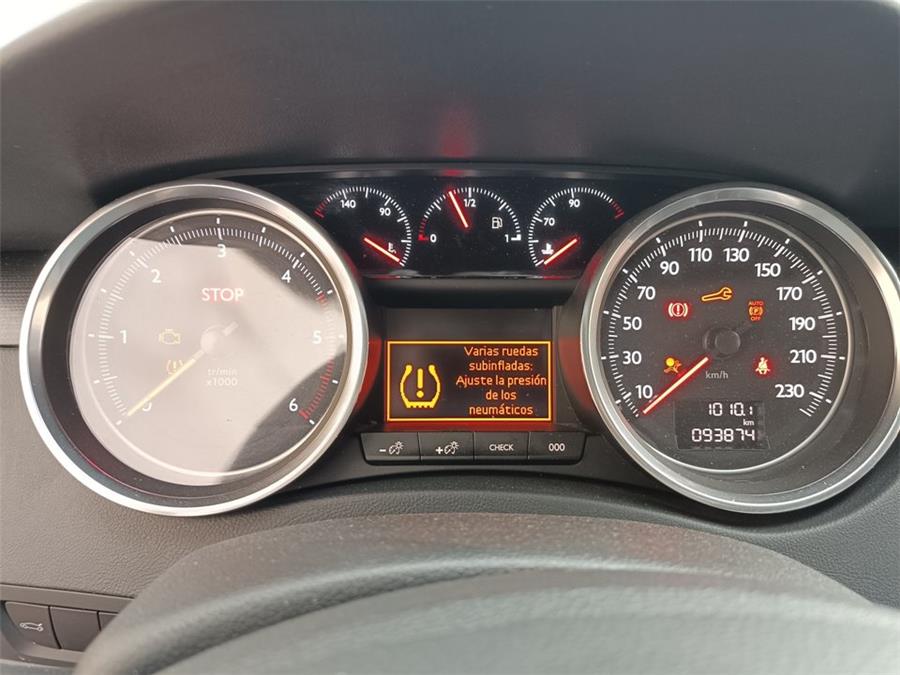 140
90
1/2
0
1
70
90
3
2
4
STOP
1
5
tr/min
x1000
0
6
Varias ruedas
subinfladas:
Ajuste la presión
de los
neumáticos
-
+
CHECK
000
110 130
90
150
70
170
AUTO
P
OFF
50
190
30
210
km/h
10
230
1010.1
km
093874